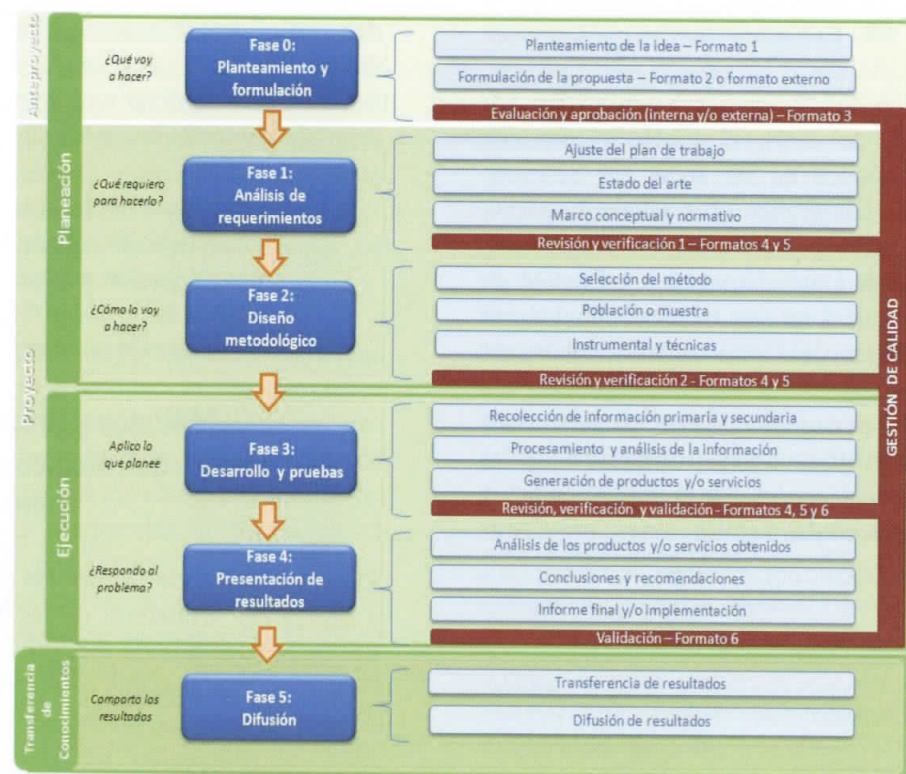 Anteproyecto
¿Qué voy
a hacer?
Fase 0:
Planteamiento y
formulación
Planteamiento de la idea – Formato 1
Formulación de la propuesta – Formato 2 o formato externo
Evaluación y aprobación (interna y/o externa) – Formato 3
Proyecto
Planeación
¿Qué requiero
para hacerlo?
Fase 1:
Análisis de
requerimientos
Ajuste del plan de trabajo
Estado del arte
Marco conceptual y normativo
Revisión y verificación 1 – Formatos 4 y 5
¿Cómo lo voy
a hacer?
Fase 2:
Diseño
metodológico
Selección del método
Población o muestra
Instrumental y técnicas
Revisión y verificación 2 - Formatos 4 y 5
GESTIÓN DE CALIDAD
Ejecución
Aplico lo
que planee
Fase 3:
Desarrollo y pruebas
Recolección de información primaria y secundaria
Procesamiento y análisis de la información
Generación de productos y/o servicios
Revisión, verificación y validación - Formatos 4, 5 y 6
¿Respondo al
problema?
Fase 4:
Presentación de
resultados
Análisis de los productos y/o servicios obtenidos
Conclusiones y recomendaciones
Informe final y/o implementación
Validación – Formato 6
Transferencia
de
Conocimientos
Comparto los
resultados
Fase 5:
Difusión
Transferencia de resultados
Difusión de resultados